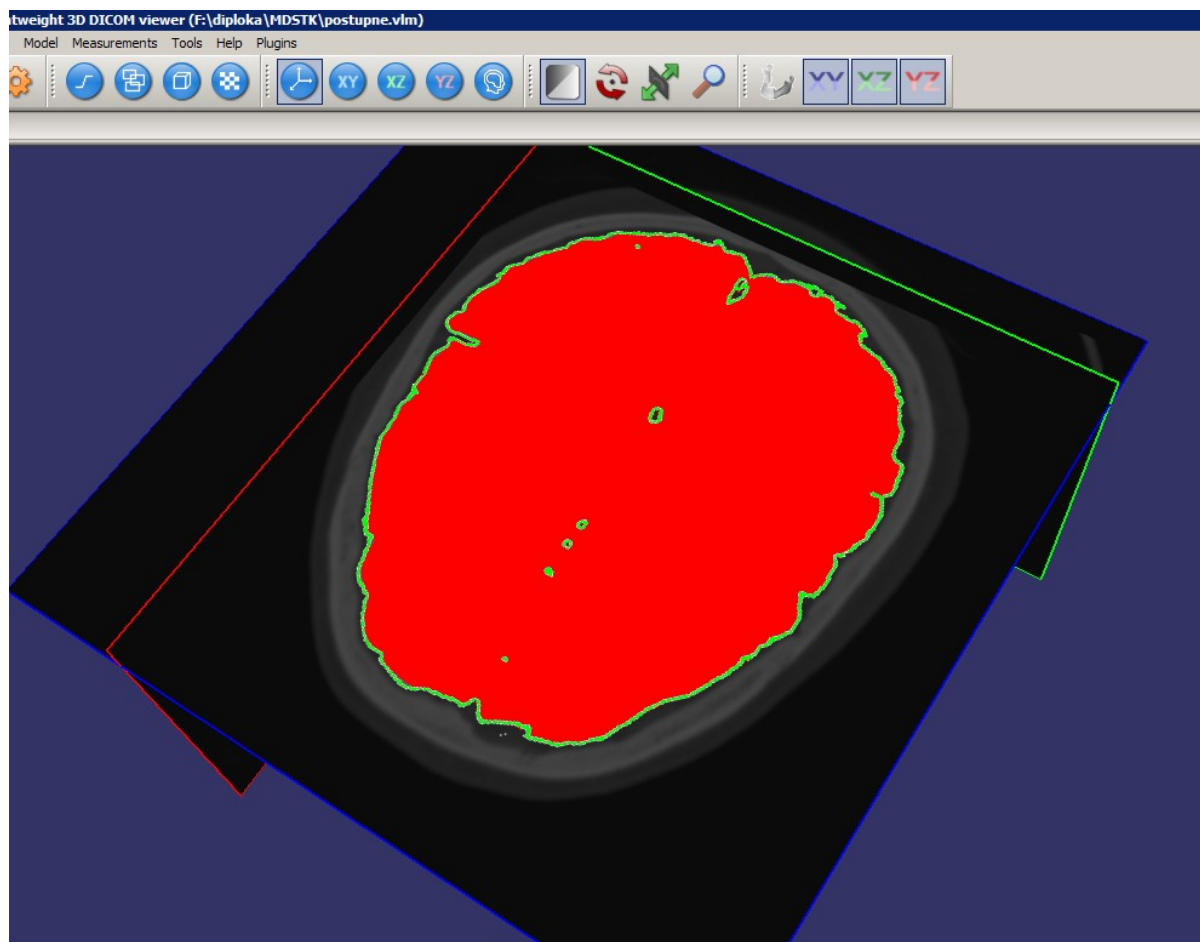 tweight 3D DICOM viewer (F:\diploka\MDSTK\postupne.vlm)
Model Measurements Tools Help Plugins
XY XZ YZ XY XZ YZ